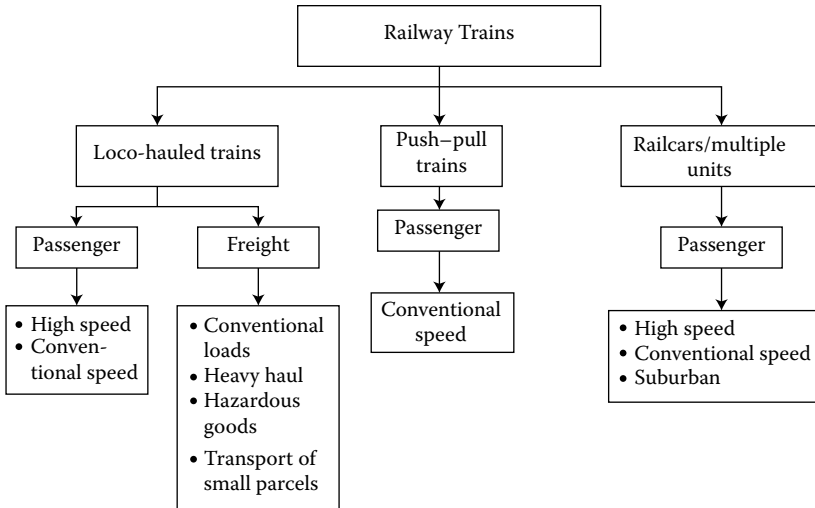 Railway Trains
Loco-hauled trains
Push–pull
trains
Railcars/multiple
units
Passenger
Freight
Passenger
Passenger
• High speed
• Conven-
tional speed
• Conventional
loads
• Heavy haul
• Hazardous
goods
• Transport of
small parcels
Conventional
speed
• High speed
• Conventional speed
• Suburban